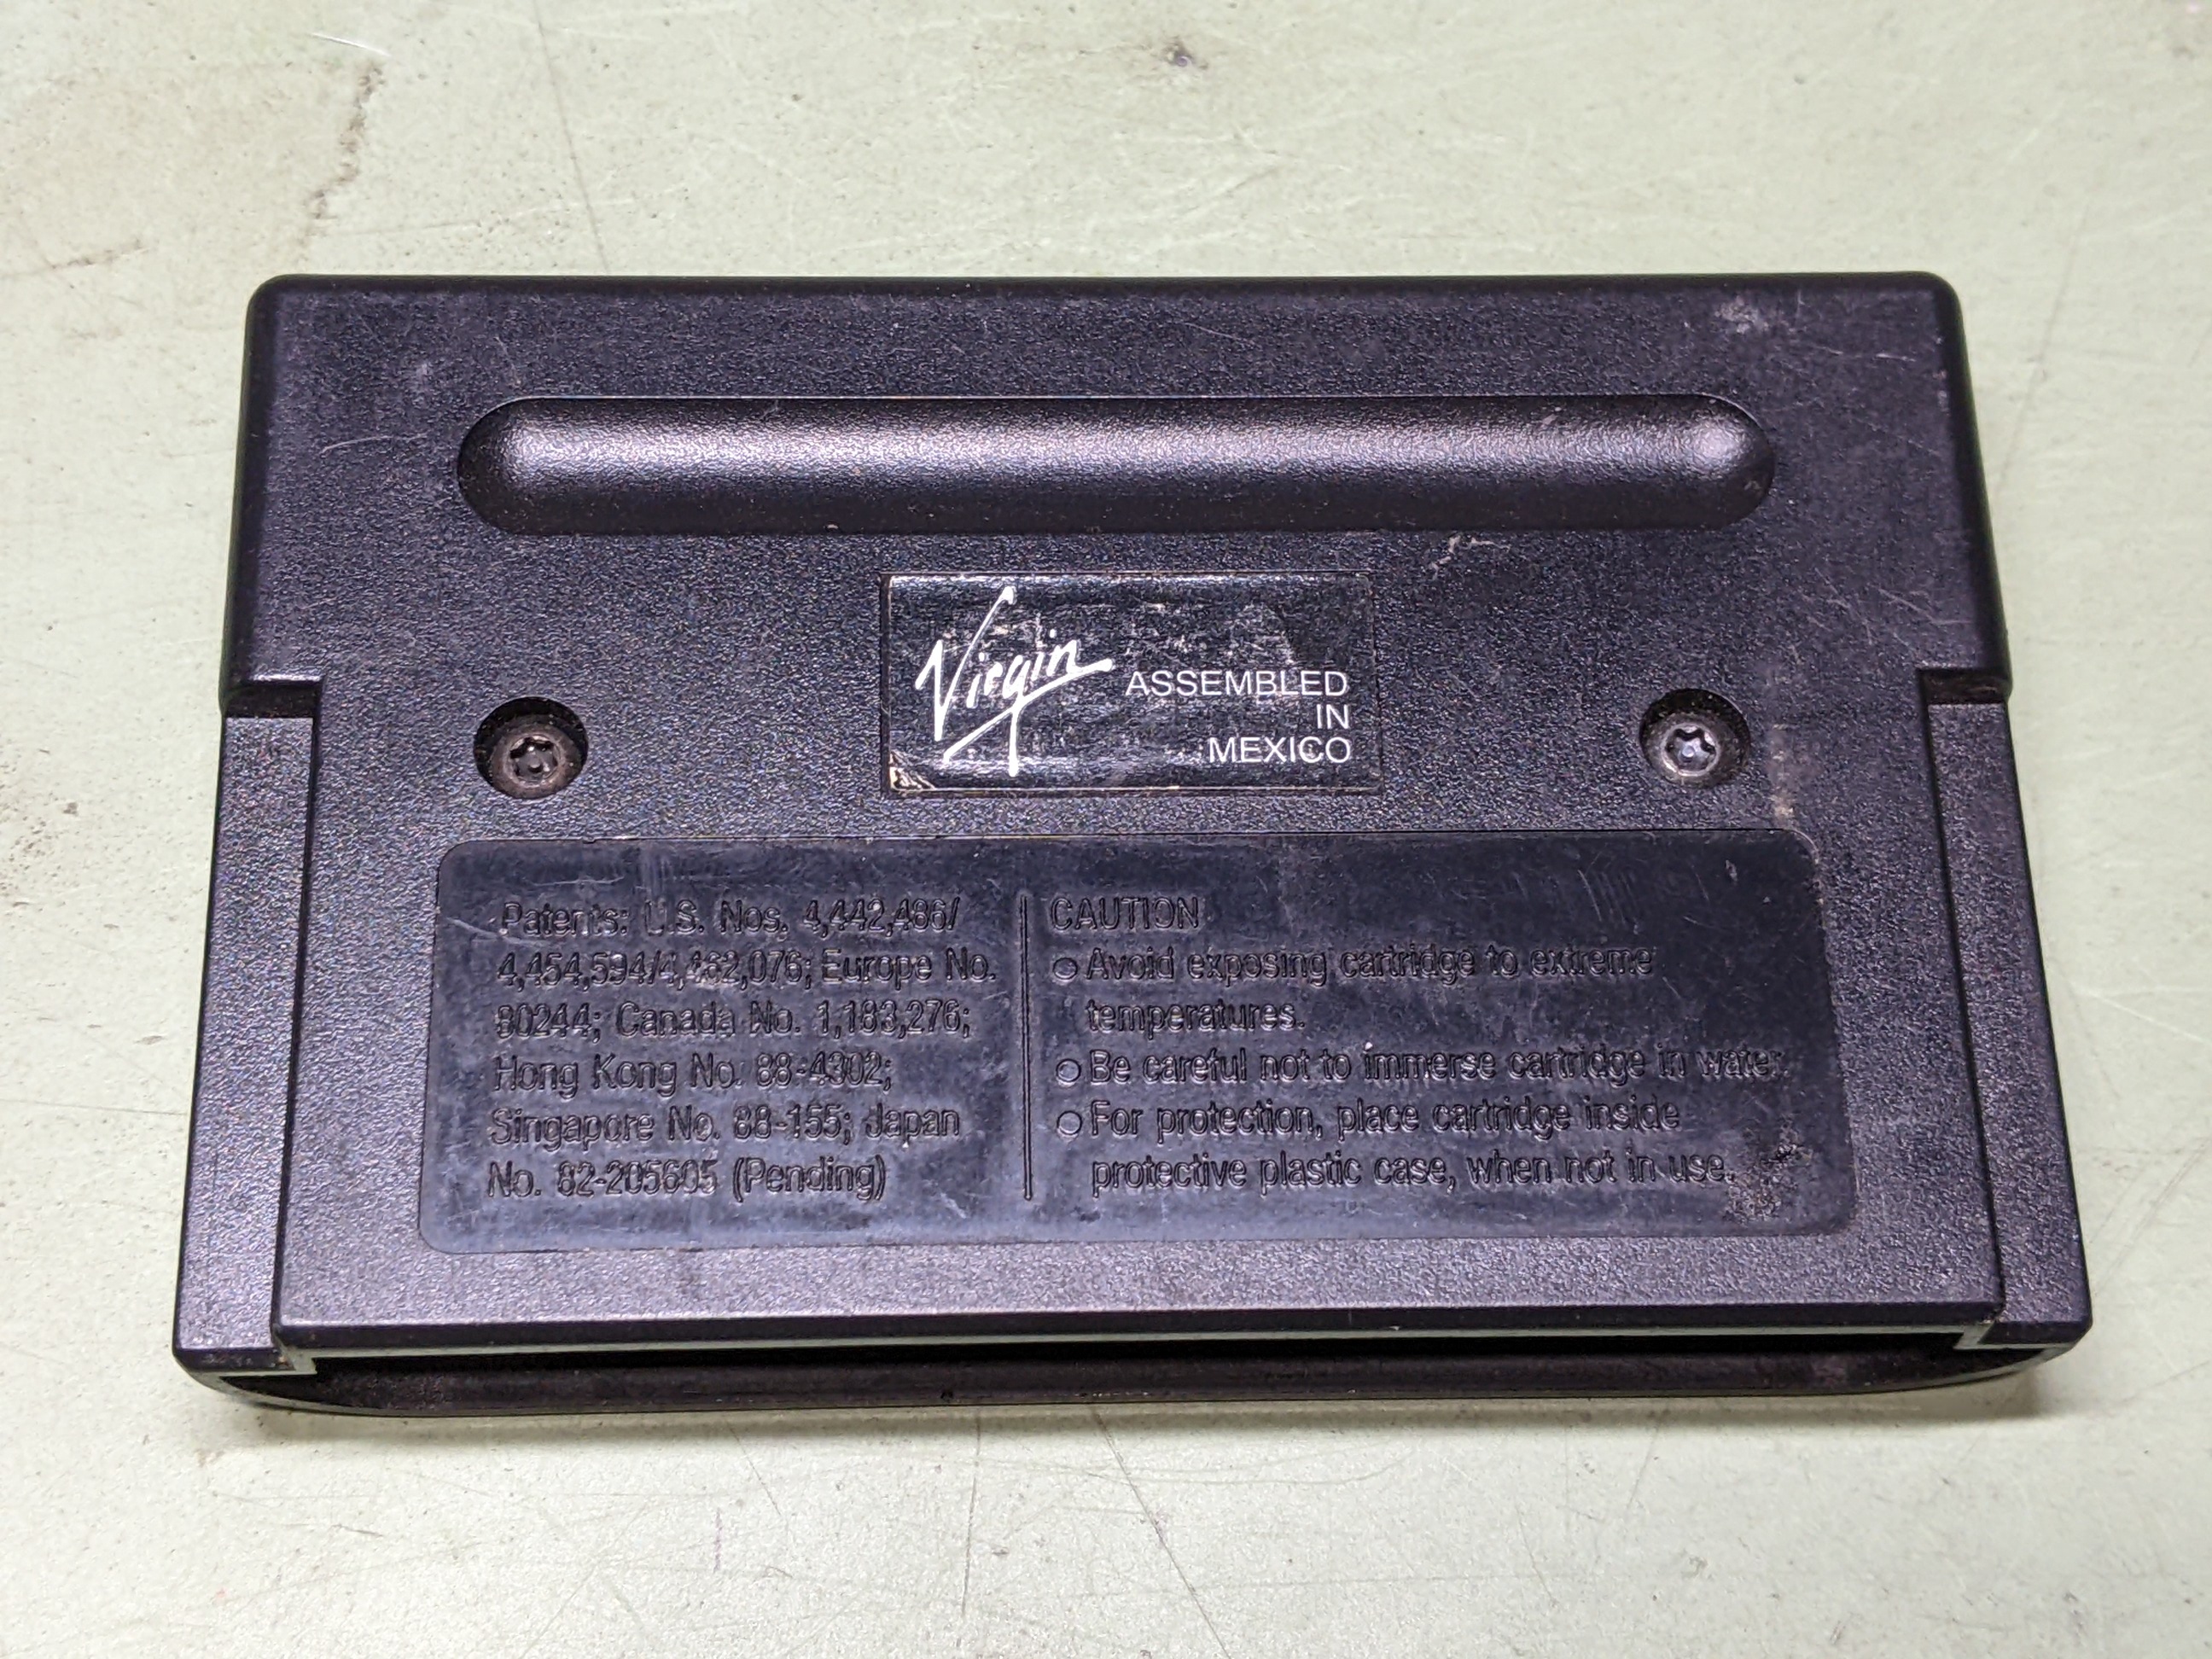 Virgin
ASSEMBLED
IN
MEXICO
Patents: U.S. Nos. 4,442,486/
4,454,594/4,462,076; Europe No.
80244; Canada No. 1,183,276;
Hong Kong No. 88-4302;
Singapore No. 88-155; Japan
No. 82-205605 (Pending)
CAUTION
○ Avoid exposing cartridge to extreme
temperatures.
○ Be careful not to immerse cartridge in water.
○ For protection, place cartridge inside
protective plastic case, when not in use.